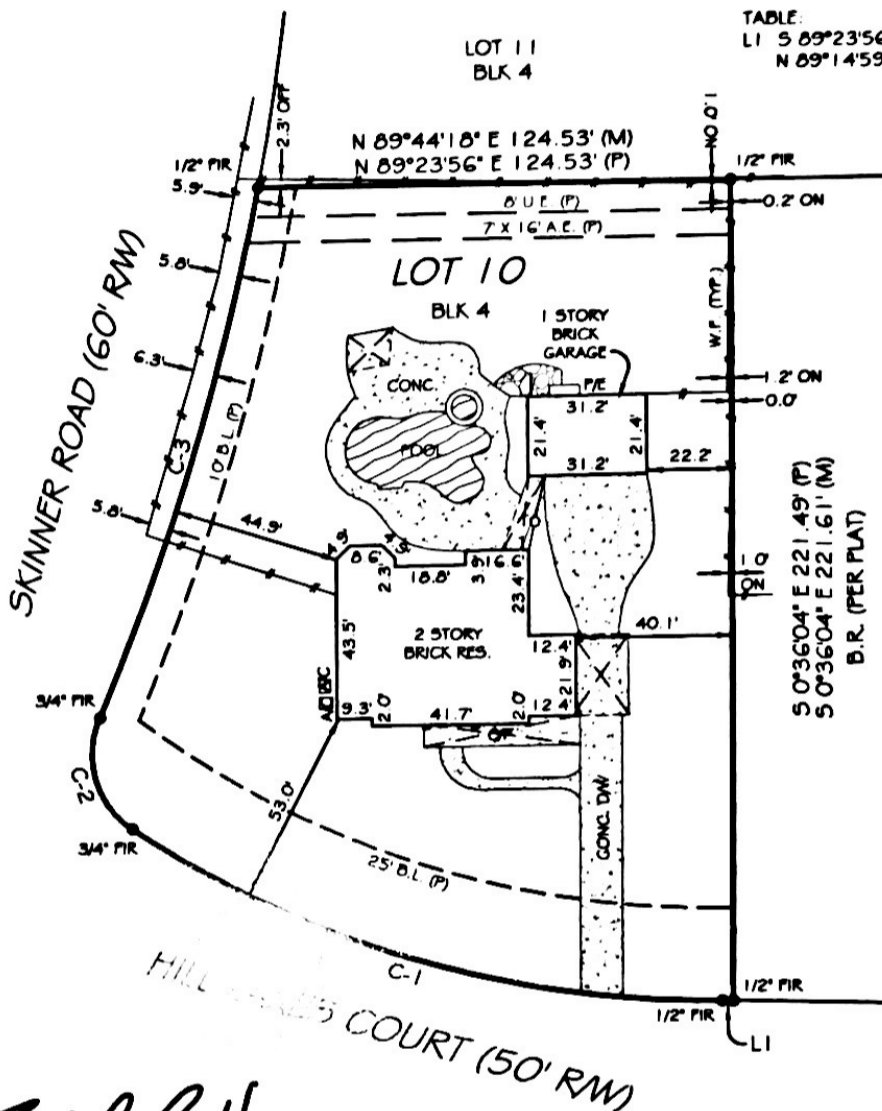 TABLE:
L1 S 89°23'56
N 89°14'59
LOT 11
BLK 4
2.3' OFF
0.1' ON
N 89°44'18" E 124.53' (M)
N 89°23'56" E 124.53' (P)
1/2" FIR
1/2" FIR
5.9'
0.2' ON
8' U.E. (P)
7' X 16' A.E. (P)
5.8'
LOT 10
BLK 4
W.F. (TYP.)
1 STORY
BRICK
GARAGE
6.3'
CONC.
P/E
1.2' ON
0.0'
31.2'
SKINNER ROAD (60' R/W)
10' B.L. (P)
C-3
POOL
21.4'
21.4'
31.2'
22.2'
5.8'
44.9'
8.6'
2.3'
18.8'
16.6'
23.4'
1.0'
ON
S 0°36'04" E 221.49' (P)
S 0°36'04" E 221.61' (M)
B.R. (PER PLAT)
43.5'
2 STORY
BRICK RES.
12.4'
40.1'
21.9'
3/4" FIR
9.3'
2.0'
41.7'
2.0'
12.4'
C-2
53.0'
CONC. D/W
3/4" FIR
25' B.L. (P)
C-1
HILL
COURT (50' R/W)
1/2" FIR
1/2" FIR
L1